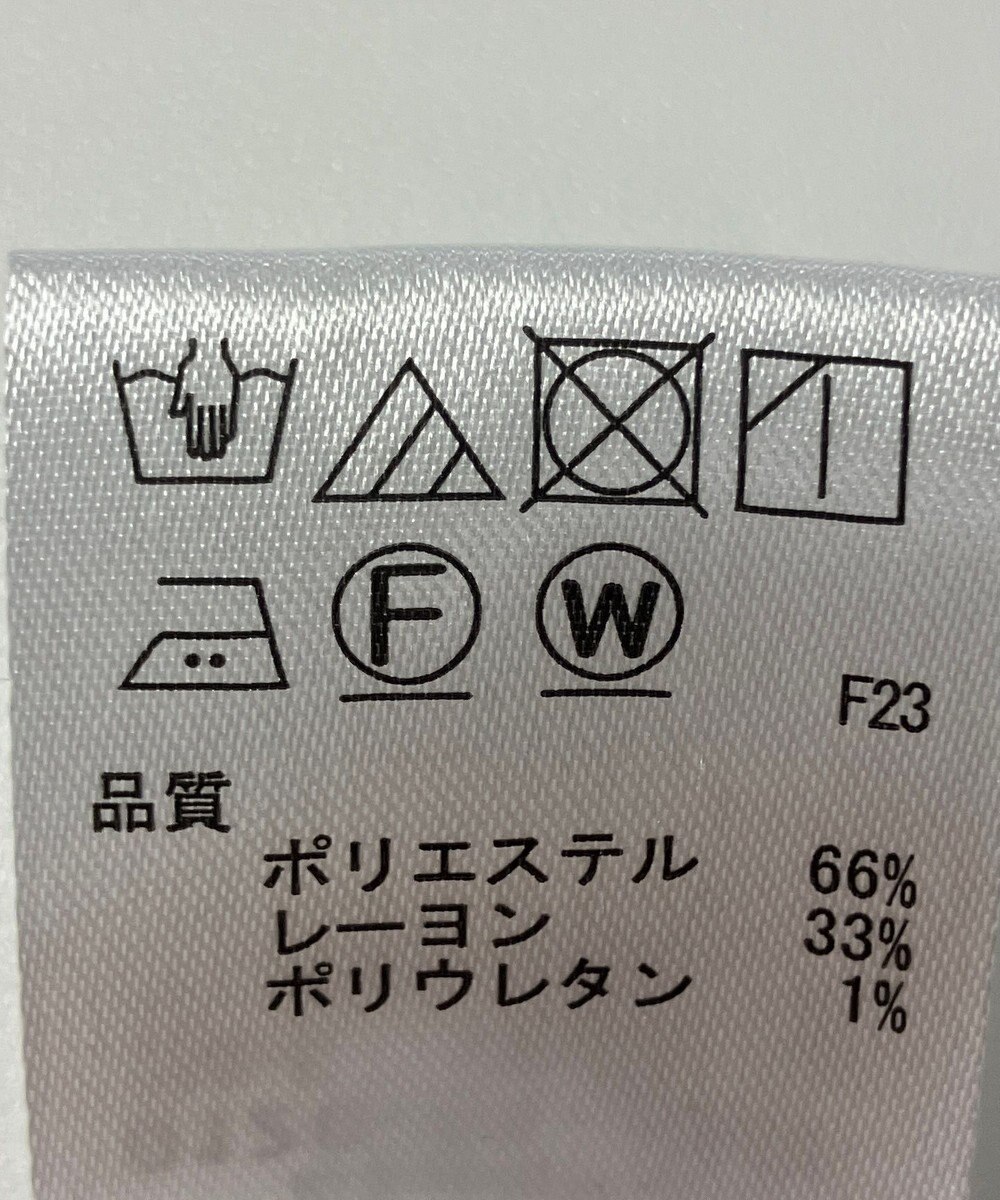 F W
F23
品質
ポリエステル 66%
レーヨン 33%
ポリウレタン 1%